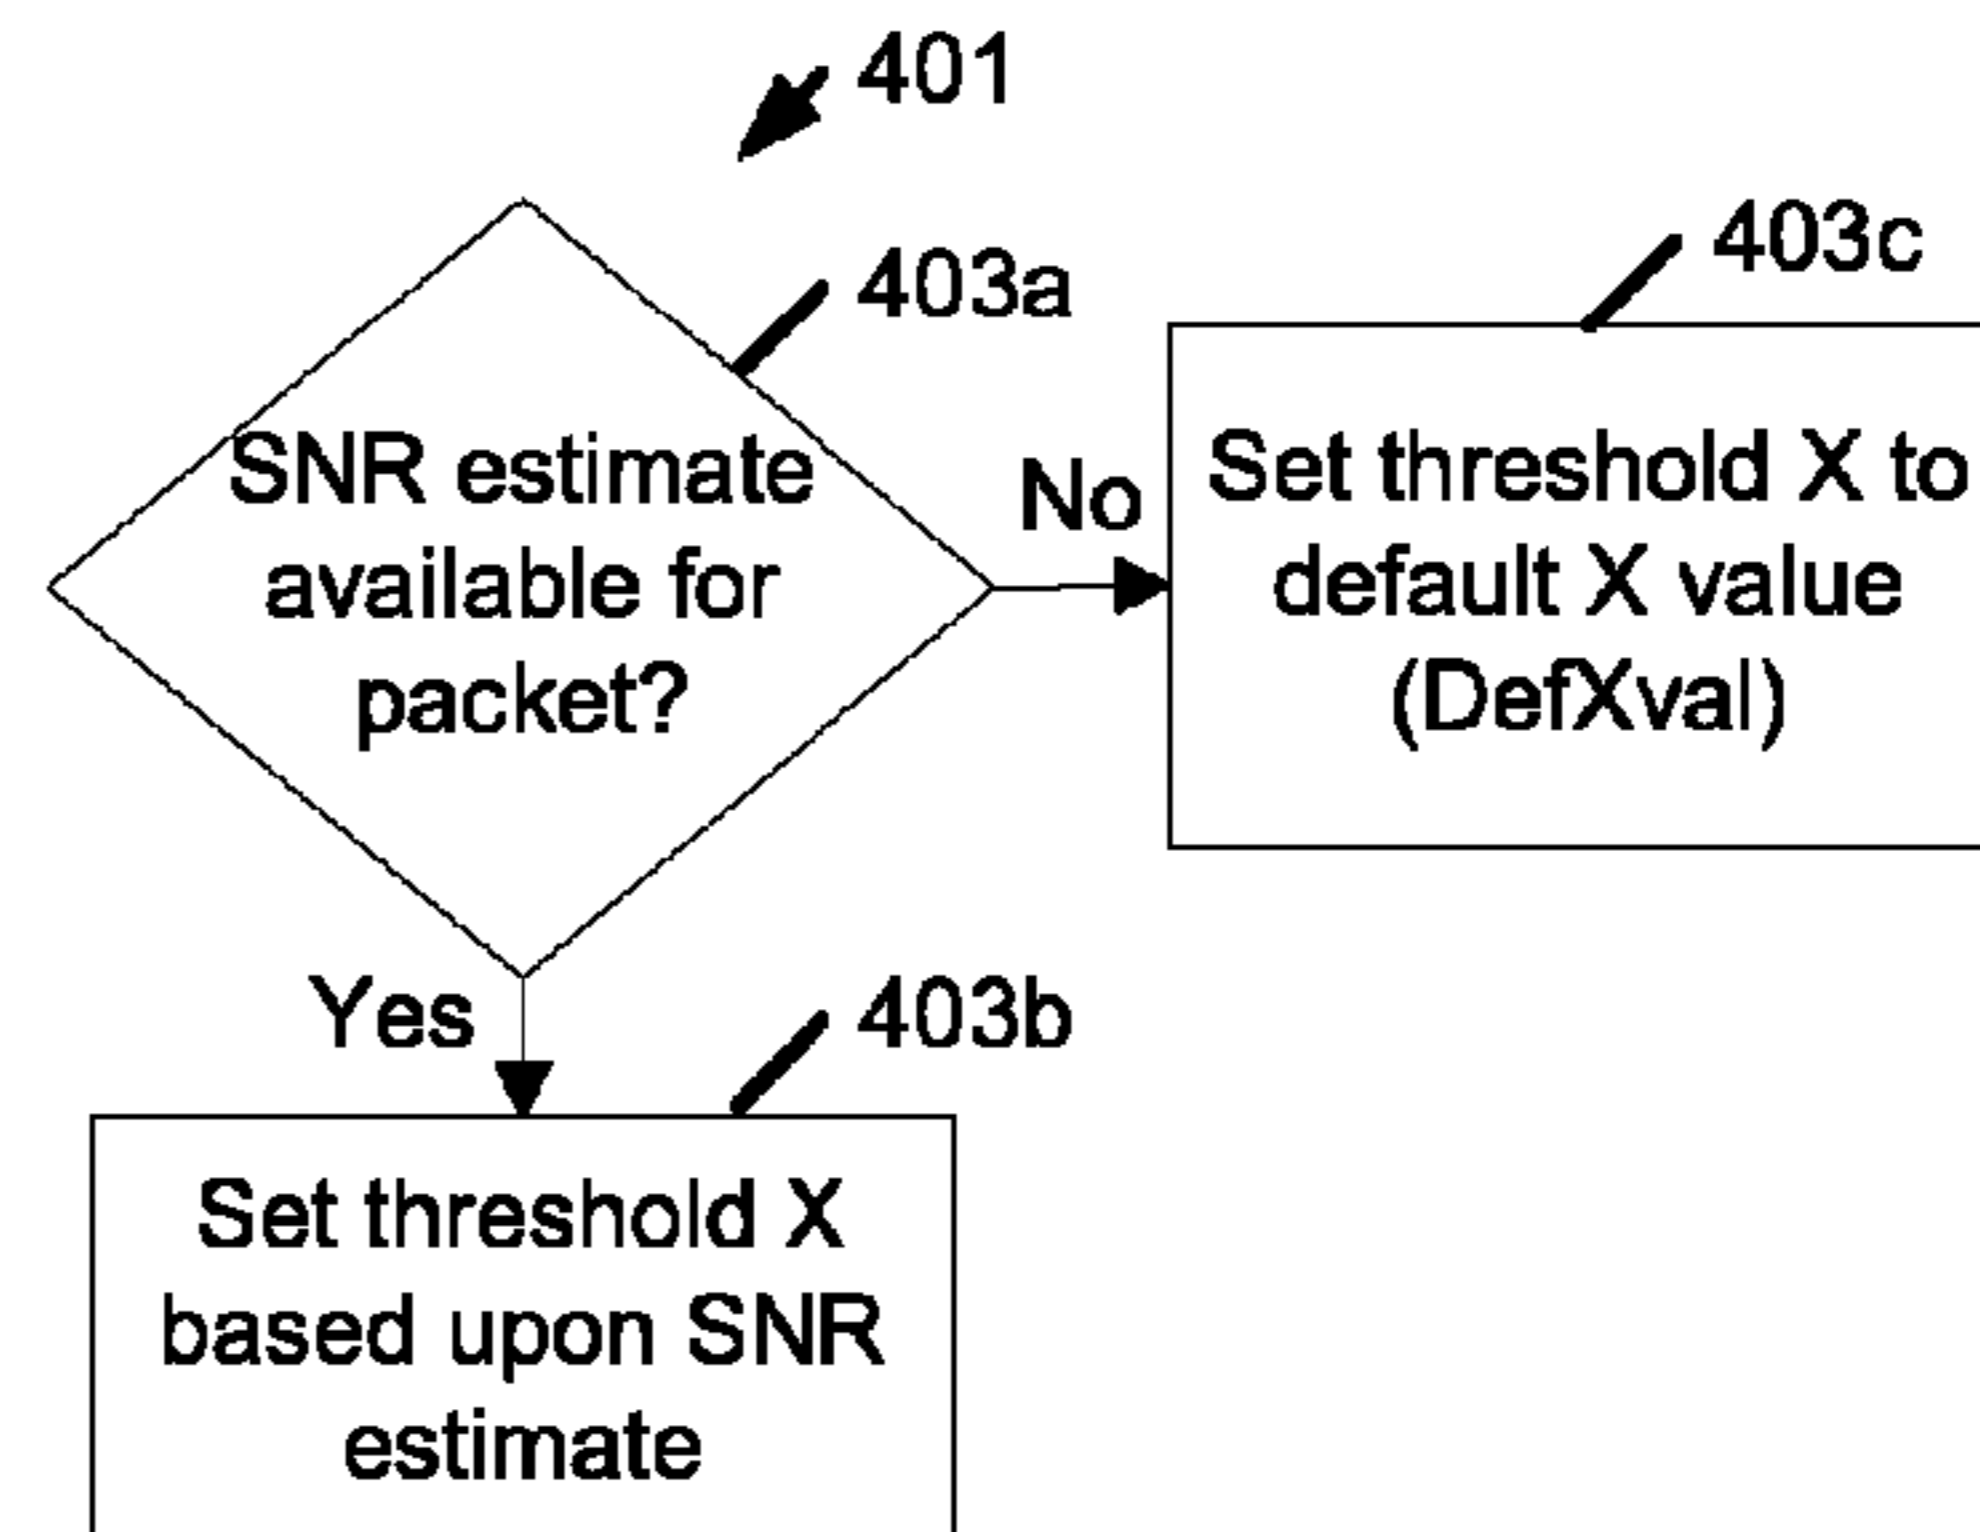 401
403a
403c
SNR estimate
available for
packet?
No
Set threshold X to
default X value
(DefXval)
Yes
403b
Set threshold X
based upon SNR
estimate